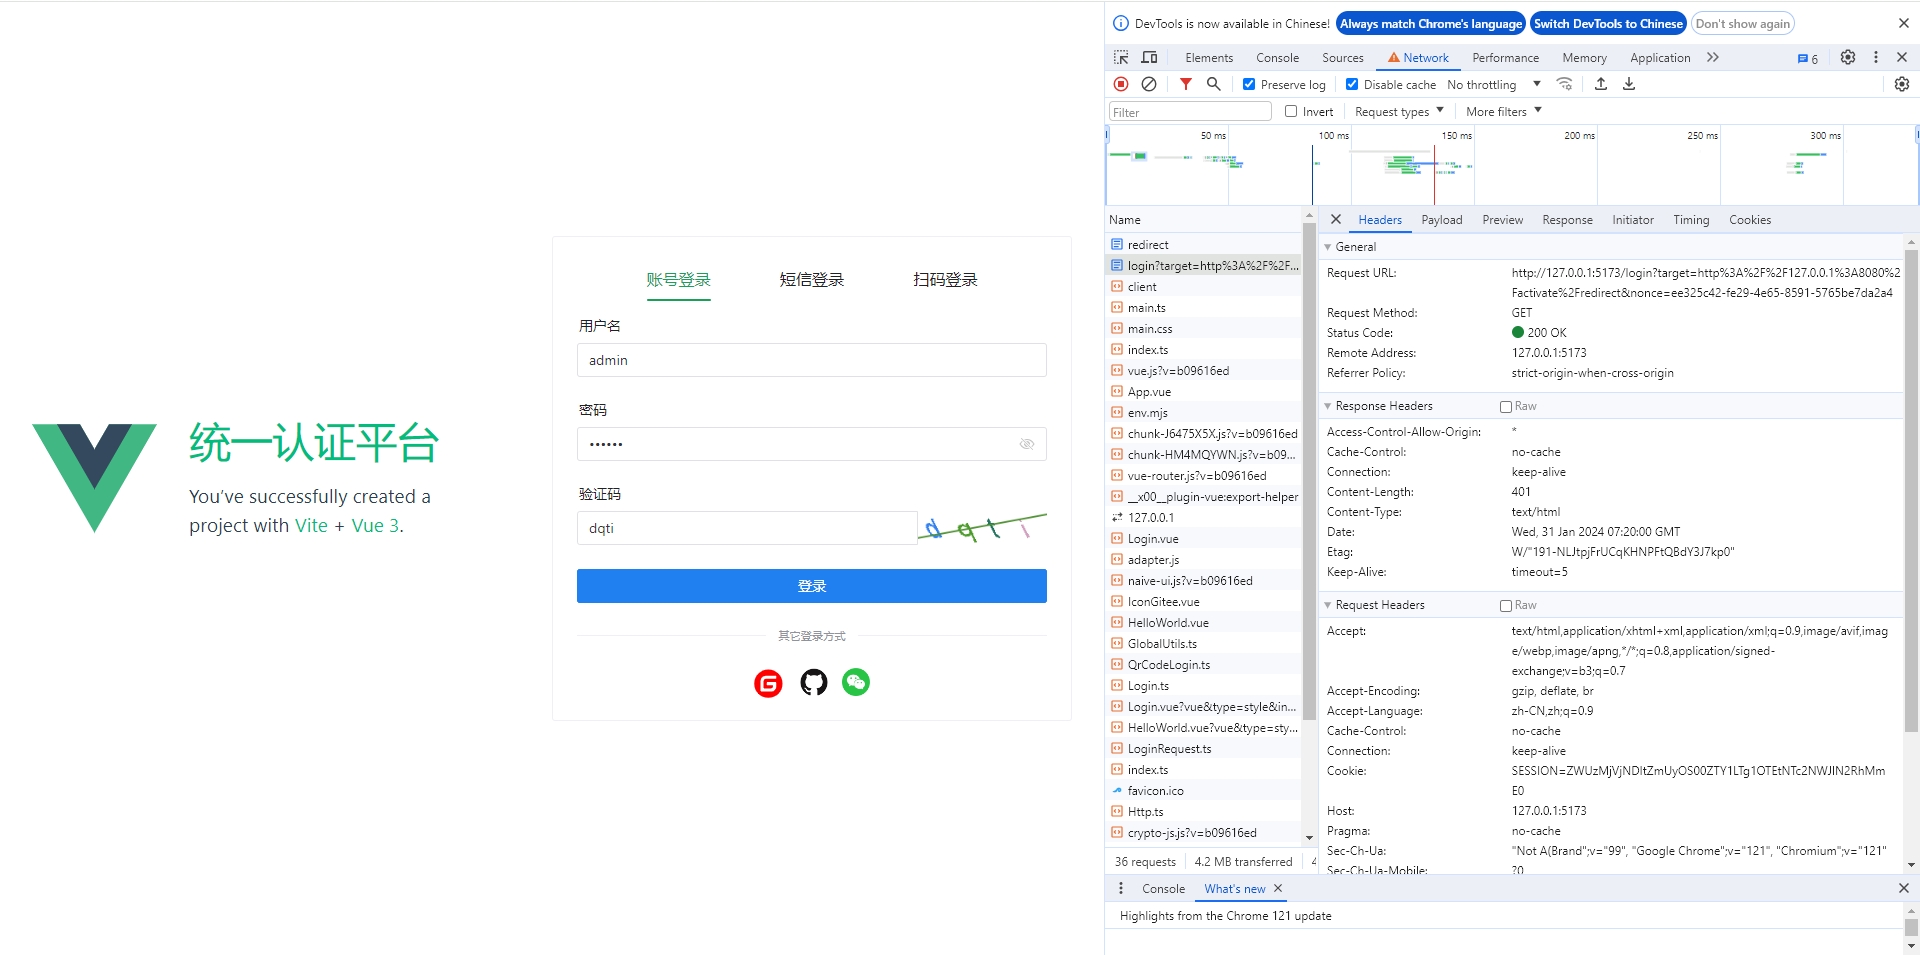 统一认证平台
You've successfully created a
project with Vite + Vue 3.
账号登录 短信登录 扫码登录
用户名
admin
密码
••••••
验证码
dqti dqti
登录
其它登录方式
DevTools is now available in Chinese! Always match Chrome's language Switch DevTools to Chinese Don't show again
Elements Console Sources Network Performance Memory Application 6
Preserve log Disable cache No throttling
Filter Invert Request types More filters
50 ms 100 ms 150 ms 200 ms 250 ms 300 ms
Name
redirect
login?target=http%3A%2F%2F...
client
main.ts
main.css
index.ts
vue.js?v=b09616ed
App.vue
env.mjs
chunk-J6475X5X.js?v=b09616ed
chunk-HM4MQYWN.js?v=b09...
vue-router.js?v=b09616ed
__x00__plugin-vue:export-helper
127.0.0.1
Login.vue
adapter.js
naive-ui.js?v=b09616ed
IconGitee.vue
HelloWorld.vue
GlobalUtils.ts
QrCodeLogin.ts
Login.ts
Login.vue?vue&type=style&in...
HelloWorld.vue?vue&type=sty...
LoginRequest.ts
index.ts
favicon.ico
Http.ts
crypto-js.js?v=b09616ed
36 requests 4.2 MB transferred 4
Headers Payload Preview Response Initiator Timing Cookies
General
Request URL: http://127.0.0.1:5173/login?target=http%3A%2F%2F127.0.0.1%3A8080%2
Factivate%2Fredirect&nonce=ee325c42-fe29-4e65-8591-5765be7da2a4
Request Method: GET
Status Code: 200 OK
Remote Address: 127.0.0.1:5173
Referrer Policy: strict-origin-when-cross-origin
Response Headers Raw
Access-Control-Allow-Origin: *
Cache-Control: no-cache
Connection: keep-alive
Content-Length: 401
Content-Type: text/html
Date: Wed, 31 Jan 2024 07:20:00 GMT
Etag: W/"191-NLJtpjFrUCqKHNPFtQBdY3J7kp0"
Keep-Alive: timeout=5
Request Headers Raw
Accept: text/html,application/xhtml+xml,application/xml;q=0.9,image/avif,imag
e/webp,image/apng,*/*;q=0.8,application/signed-
exchange;v=b3;q=0.7
Accept-Encoding: gzip, deflate, br
Accept-Language: zh-CN,zh;q=0.9
Cache-Control: no-cache
Connection: keep-alive
Cookie: SESSION=ZWUzMjVjNDItZmUyOS00ZTY1LTg1OTEtNTc2NWJlN2RhMm
E0
Host: 127.0.0.1:5173
Pragma: no-cache
Sec-Ch-Ua: "Not A(Brand";v="99", "Google Chrome";v="121", "Chromium";v="121"
Sec-Ch-Ua-Mobile: ?0
Console What's new
Highlights from the Chrome 121 update